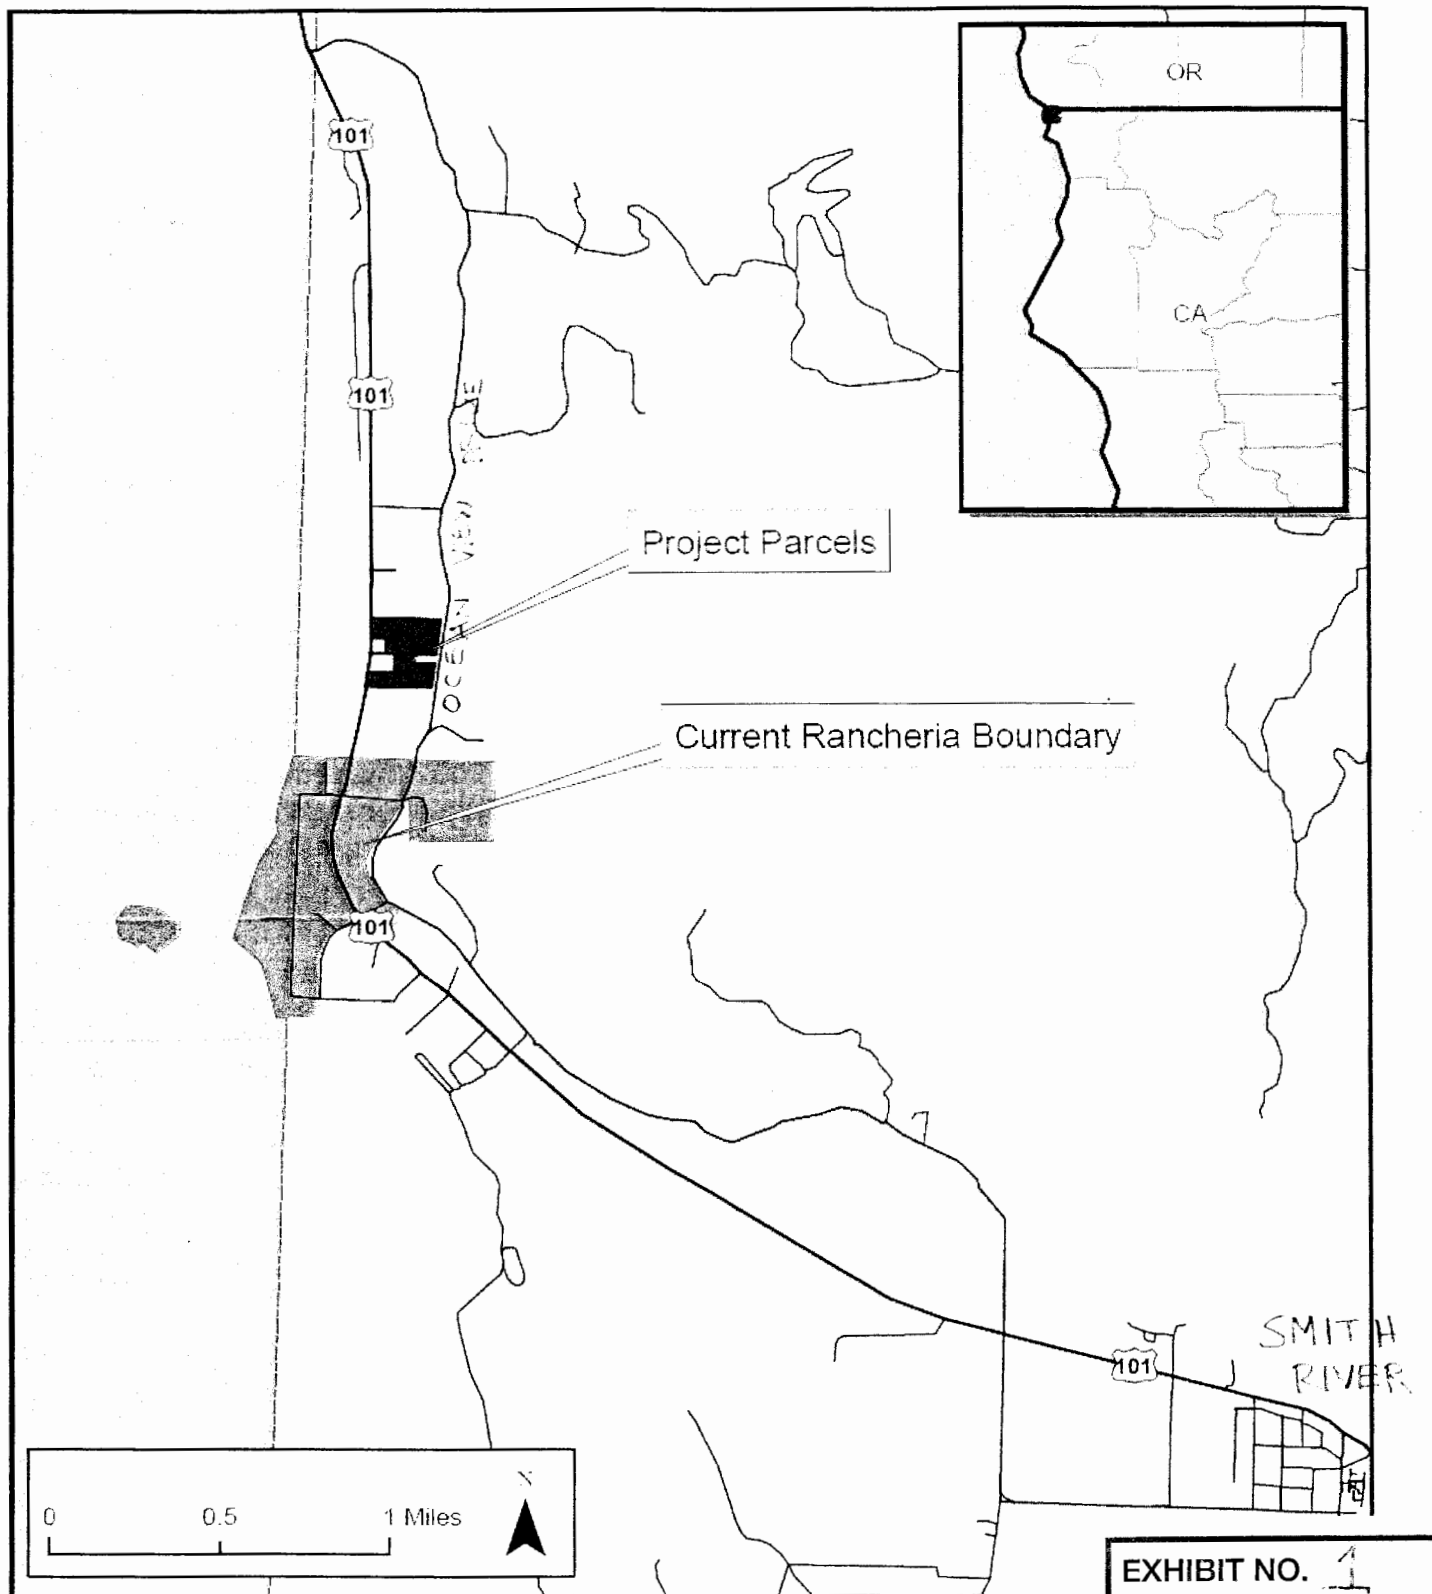 OR
101
CA
101
OCEAN VIEW DRIVE
Project Parcels
Current Rancheria Boundary
101
SMITH
RIVER
101
N
0 0.5 1 Miles
EXHIBIT NO. 1